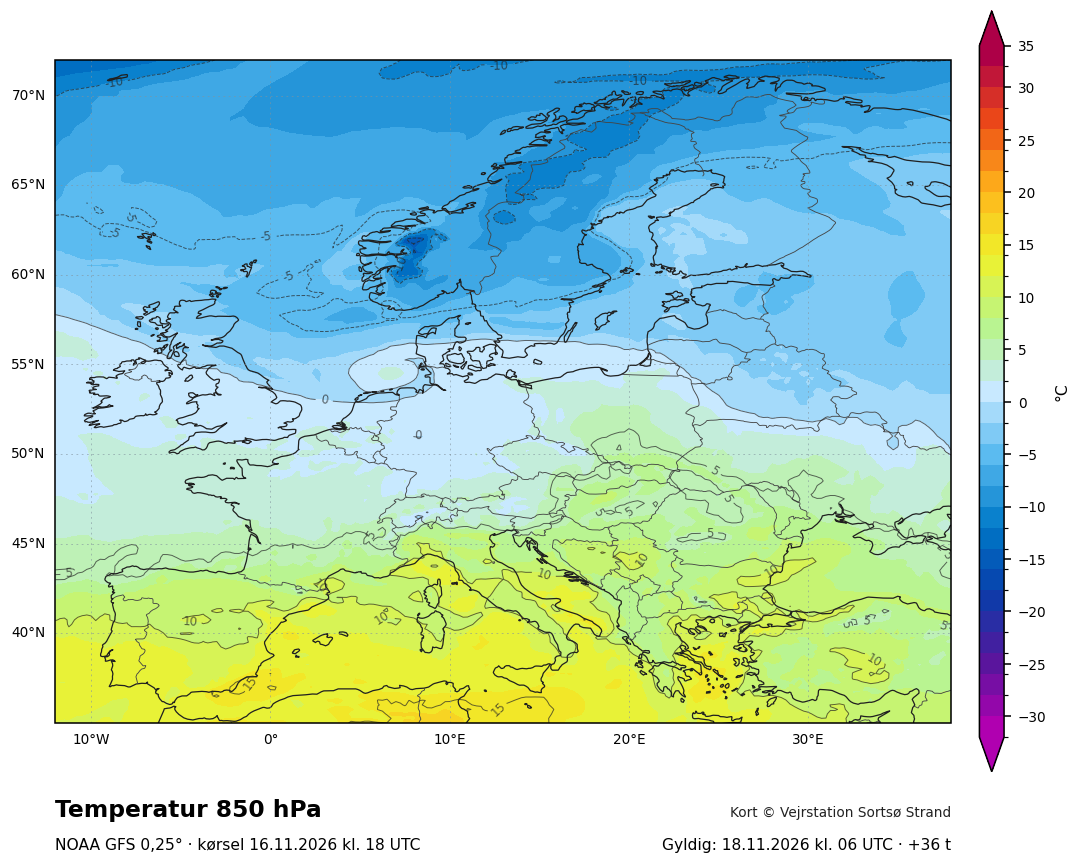 70°N
65°N
60°N
55°N
50°N
45°N
40°N
10°W
0°
10°E
20°E
30°E
35
30
25
20
15
10
5
0
−5
−10
−15
−20
−25
−30
°C
Temperatur 850 hPa
Kort © Vejrstation Sortsø Strand
NOAA GFS 0,25° · kørsel 16.11.2026 kl. 18 UTC
Gyldig: 18.11.2026 kl. 06 UTC · +36 t